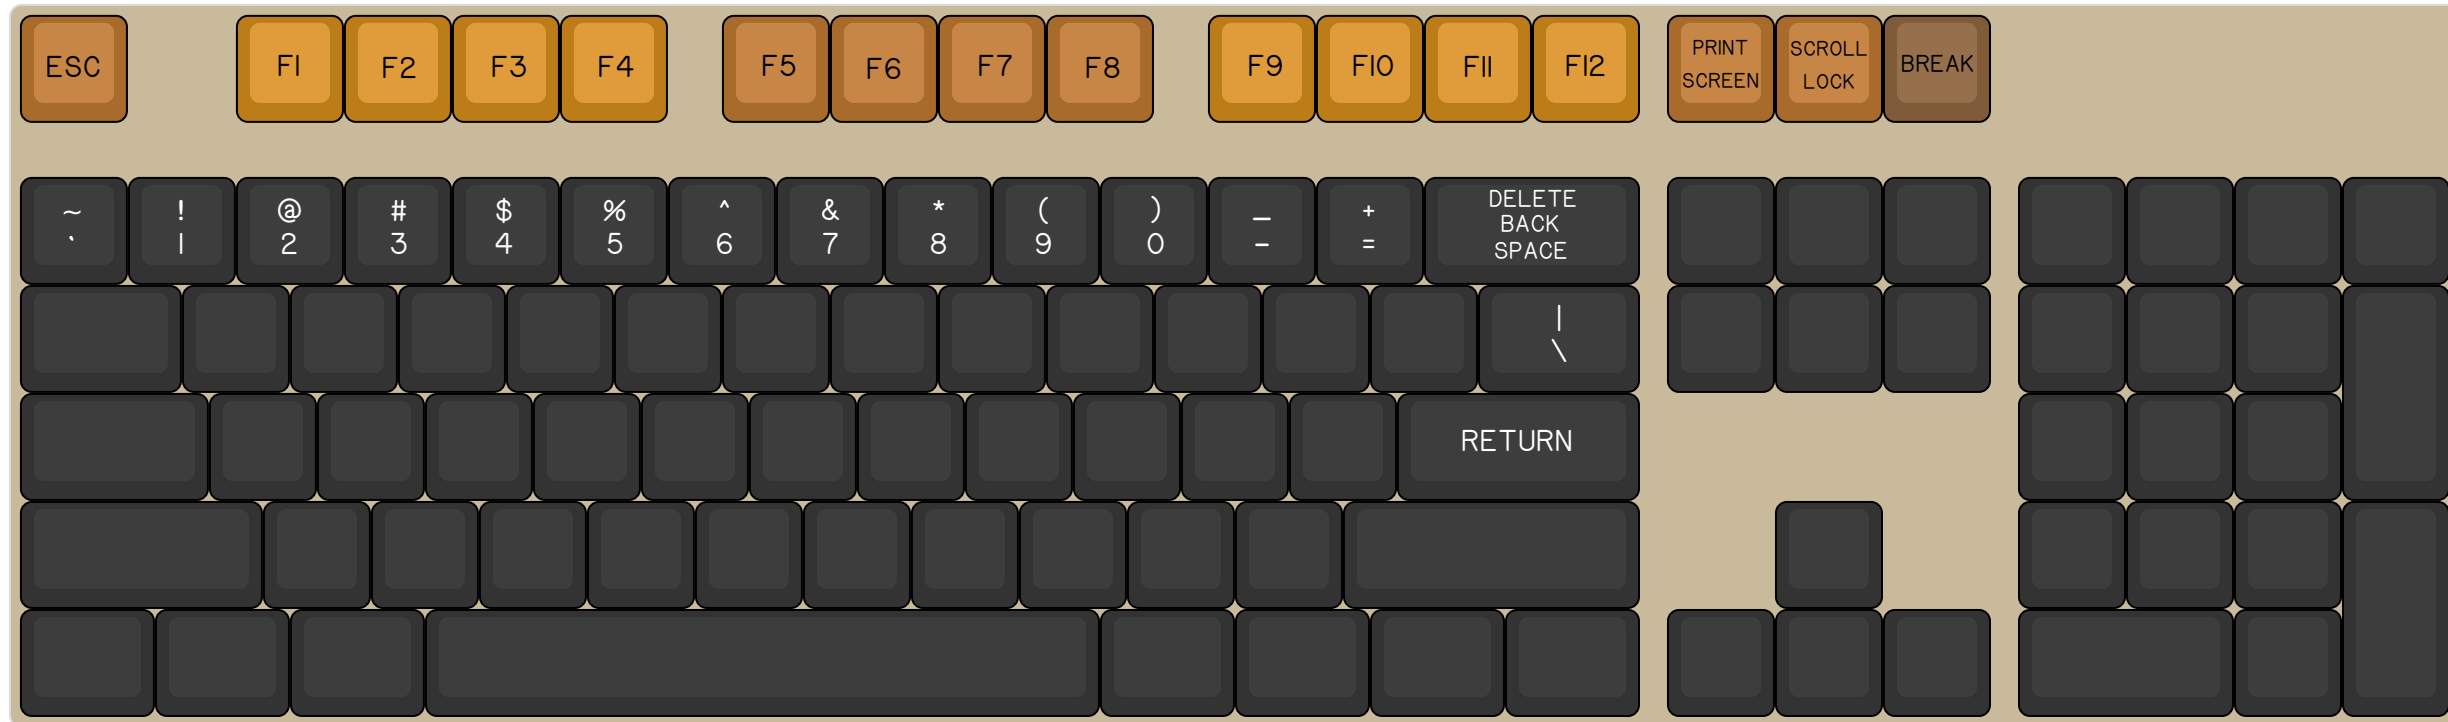 ESC F1 F2 F3 F4 F5 F6 F7 F8 F9 F10 F11 F12 PRINT SCREEN SCROLL LOCK BREAK
~ ! @ # $ % ^ & * ( ) _ + DELETE BACK SPACE
` 1 2 3 4 5 6 7 8 9 0 - =
|
\
RETURN